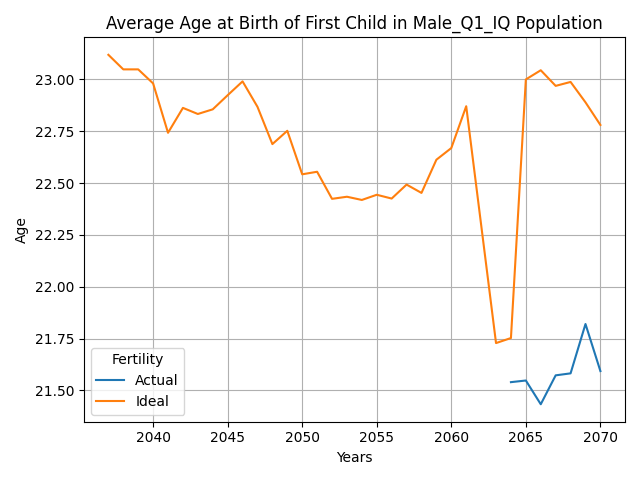 Average Age at Birth of First Child in Male_Q1_IQ Population
Age
23.00
22.75
22.50
22.25
22.00
21.75
21.50
Fertility
Actual
Ideal
2040 2045 2050 2055 2060 2065 2070
Years